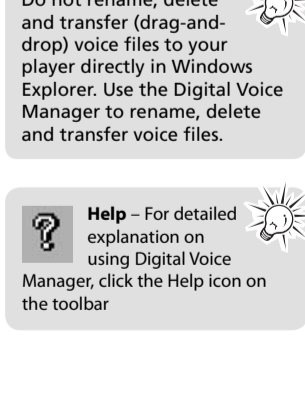 Do not rename, delete
and transfer (drag-and-
drop) voice files to your
player directly in Windows
Explorer. Use the Digital Voice
Manager to rename, delete
and transfer voice files.
Help – For detailed
explanation on
using Digital Voice
Manager, click the Help icon on
the toolbar